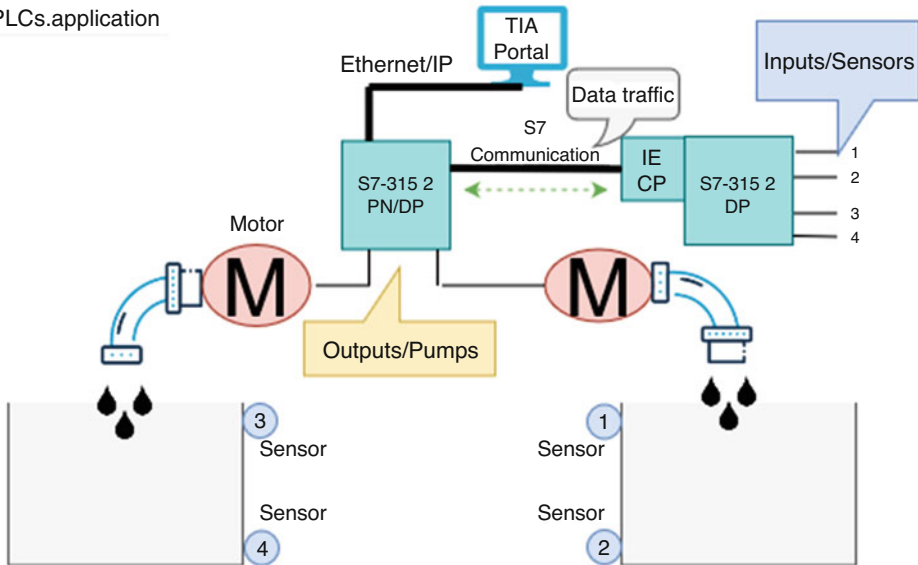 PLCs.application
TIA
Portal
Ethernet/IP
Inputs/Sensors
Data traffic
S7
Communication
IE
CP
S7-315 2
PN/DP
S7-315 2
DP
1
2
3
4
Motor
M
M
Outputs/Pumps
3
Sensor
1
Sensor
Sensor
4
Sensor
2